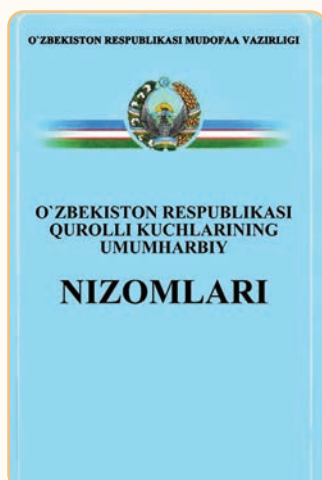 O`ZBEKISTON RESPUBLIKASI MUDOFAA VAZIRLIGI
O`ZBEKISTON RESPUBLIKASI
QUROLLI KUCHLARINING
UMUMHARBIY
NIZOMLARI